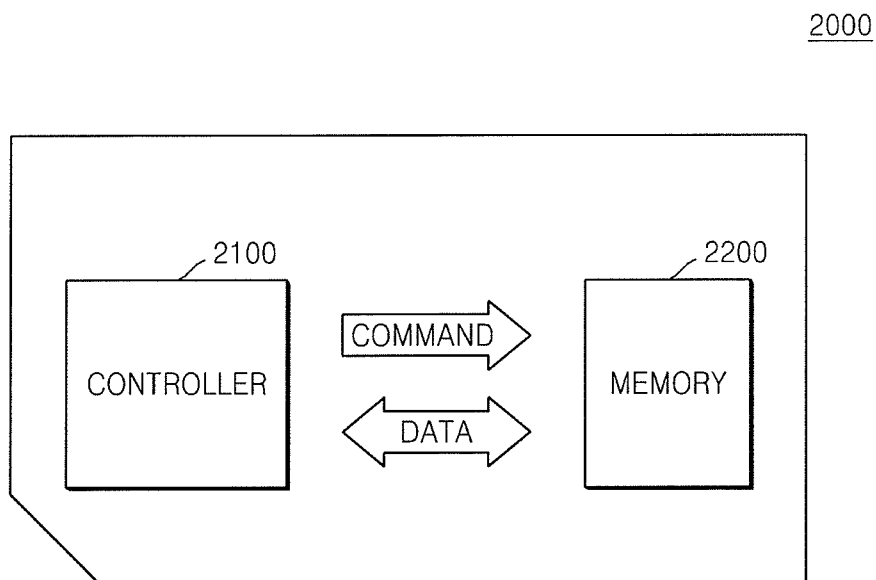 2000
2100
2200
COMMAND
CONTROLLER
MEMORY
DATA